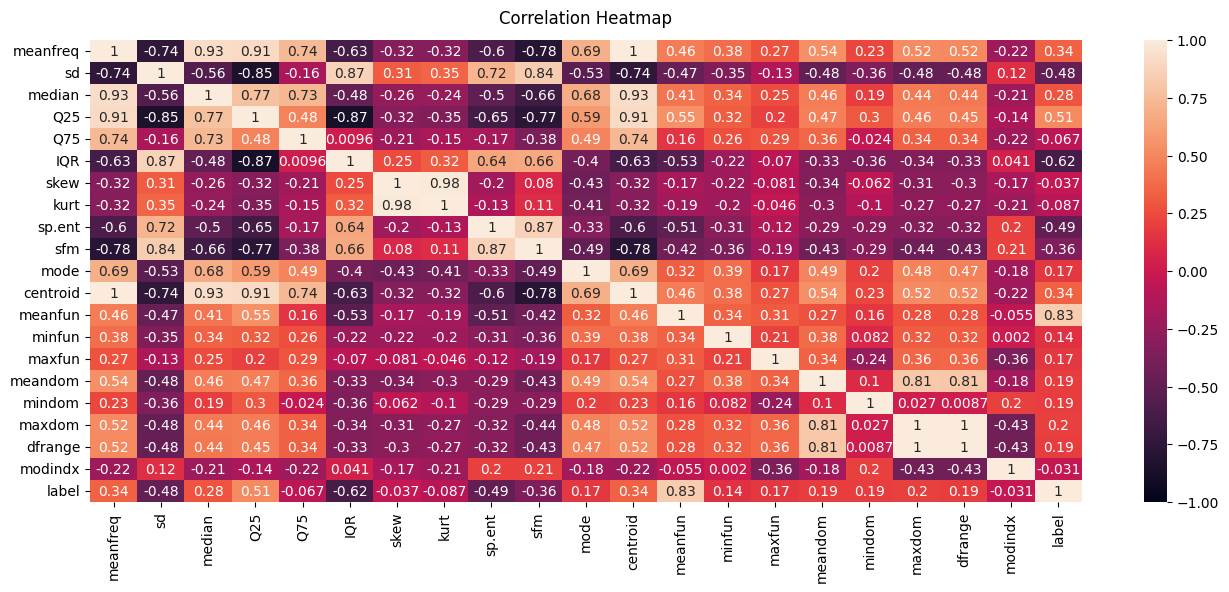 Correlation Heatmap
meanfreq 1 -0.74 0.93 0.91 0.74 -0.63 -0.32 -0.32 -0.6 -0.78 0.69 1 0.46 0.38 0.27 0.54 0.23 0.52 0.52 -0.22 0.34
sd -0.74 1 -0.56 -0.85 -0.16 0.87 0.31 0.35 0.72 0.84 -0.53 -0.74 -0.47 -0.35 -0.13 -0.48 -0.36 -0.48 -0.48 0.12 -0.48
median 0.93 -0.56 1 0.77 0.73 -0.48 -0.26 -0.24 -0.5 -0.66 0.68 0.93 0.41 0.34 0.25 0.46 0.19 0.44 0.44 -0.21 0.28
Q25 0.91 -0.85 0.77 1 0.48 -0.87 -0.32 -0.35 -0.65 -0.77 0.59 0.91 0.55 0.32 0.2 0.47 0.3 0.46 0.45 -0.14 0.51
Q75 0.74 -0.16 0.73 0.48 1 0.0096 -0.21 -0.15 -0.17 -0.38 0.49 0.74 0.16 0.26 0.29 0.36 -0.024 0.34 0.34 -0.22 -0.067
IQR -0.63 0.87 -0.48 -0.87 0.0096 1 0.25 0.32 0.64 0.66 -0.4 -0.63 -0.53 -0.22 -0.07 -0.33 -0.36 -0.34 -0.33 0.041 -0.62
skew -0.32 0.31 -0.26 -0.32 -0.21 0.25 1 0.98 -0.2 0.08 -0.43 -0.32 -0.17 -0.22 -0.081 -0.34 -0.062 -0.31 -0.3 -0.17 -0.037
kurt -0.32 0.35 -0.24 -0.35 -0.15 0.32 0.98 1 -0.13 0.11 -0.41 -0.32 -0.19 -0.2 -0.046 -0.3 -0.1 -0.27 -0.27 -0.21 -0.087
sp.ent -0.6 0.72 -0.5 -0.65 -0.17 0.64 -0.2 -0.13 1 0.87 -0.33 -0.6 -0.51 -0.31 -0.12 -0.29 -0.29 -0.32 -0.32 0.2 -0.49
sfm -0.78 0.84 -0.66 -0.77 -0.38 0.66 0.08 0.11 0.87 1 -0.49 -0.78 -0.42 -0.36 -0.19 -0.43 -0.29 -0.44 -0.43 0.21 -0.36
mode 0.69 -0.53 0.68 0.59 0.49 -0.4 -0.43 -0.41 -0.33 -0.49 1 0.69 0.32 0.39 0.17 0.49 0.2 0.48 0.47 -0.18 0.17
centroid 1 -0.74 0.93 0.91 0.74 -0.63 -0.32 -0.32 -0.6 -0.78 0.69 1 0.46 0.38 0.27 0.54 0.23 0.52 0.52 -0.22 0.34
meanfun 0.46 -0.47 0.41 0.55 0.16 -0.53 -0.17 -0.19 -0.51 -0.42 0.32 0.46 1 0.34 0.31 0.27 0.16 0.28 0.28 -0.055 0.83
minfun 0.38 -0.35 0.34 0.32 0.26 -0.22 -0.22 -0.2 -0.31 -0.36 0.39 0.38 0.34 1 0.21 0.38 0.082 0.32 0.32 0.002 0.14
maxfun 0.27 -0.13 0.25 0.2 0.29 -0.07 -0.081 -0.046 -0.12 -0.19 0.17 0.27 0.31 0.21 1 0.34 -0.24 0.36 0.36 -0.36 0.17
meandom 0.54 -0.48 0.46 0.47 0.36 -0.33 -0.34 -0.3 -0.29 -0.43 0.49 0.54 0.27 0.38 0.34 1 0.1 0.81 0.81 -0.18 0.19
mindom 0.23 -0.36 0.19 0.3 -0.024 -0.36 -0.062 -0.1 -0.29 -0.29 0.2 0.23 0.16 0.082 -0.24 0.1 1 0.027 0.0087 0.2 0.19
maxdom 0.52 -0.48 0.44 0.46 0.34 -0.34 -0.31 -0.27 -0.32 -0.44 0.48 0.52 0.28 0.32 0.36 0.81 0.027 1 1 -0.43 0.2
dfrange 0.52 -0.48 0.44 0.45 0.34 -0.33 -0.3 -0.27 -0.32 -0.43 0.47 0.52 0.28 0.32 0.36 0.81 0.0087 1 1 -0.43 0.19
modindx -0.22 0.12 -0.21 -0.14 -0.22 0.041 -0.17 -0.21 0.2 0.21 -0.18 -0.22 -0.055 0.002 -0.36 -0.18 0.2 -0.43 -0.43 1 -0.031
label 0.34 -0.48 0.28 0.51 -0.067 -0.62 -0.037 -0.087 -0.49 -0.36 0.17 0.34 0.83 0.14 0.17 0.19 0.19 0.2 0.19 -0.031 1
meanfreq sd median Q25 Q75 IQR skew kurt sp.ent sfm mode centroid meanfun minfun maxfun meandom mindom maxdom dfrange modindx label
1.00
0.75
0.50
0.25
0.00
-0.25
-0.50
-0.75
-1.00